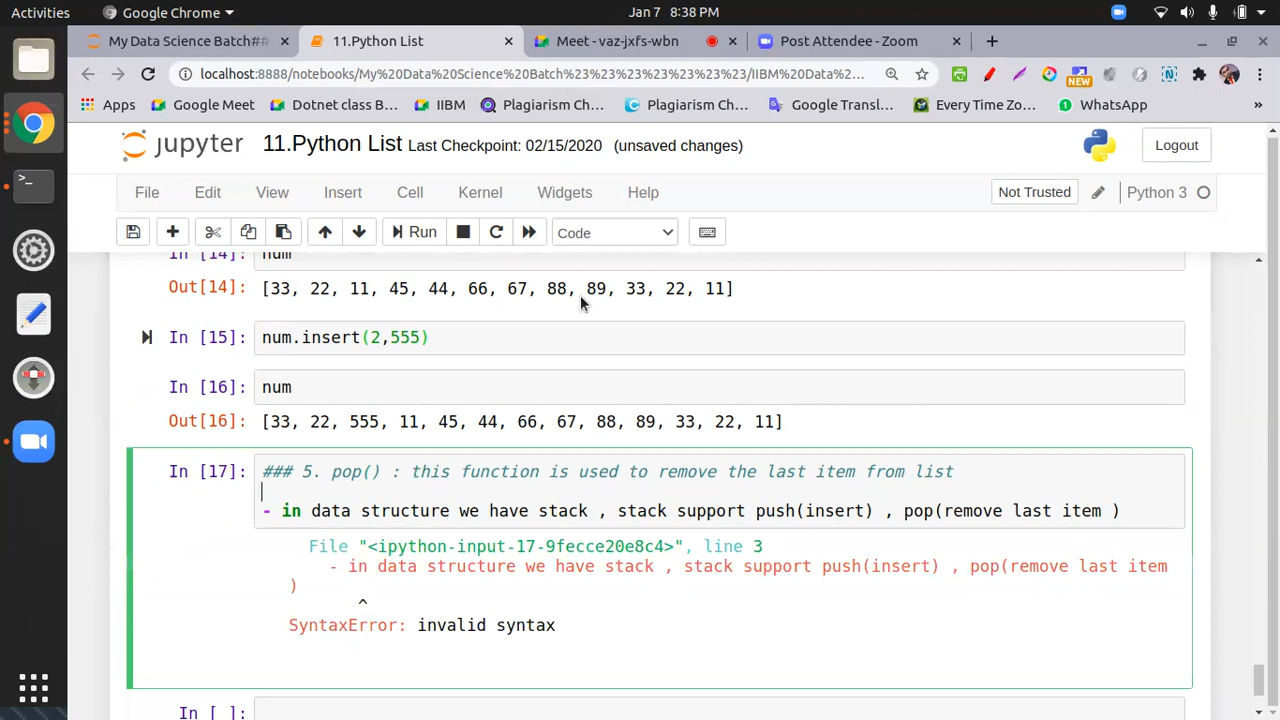 Activities Google Chrome Jan 7 8:38 PM
My Data Science Batch## 11.Python List Meet - vaz-jxfs-wbn Post Attendee - Zoom
localhost:8888/notebooks/My%20Data%20Science%20Batch%23%23%23%23%23%23/IIBM%20Data%2...
NEW
Apps Google Meet Dotnet class B... IIBM Plagiarism Ch... Plagiarism Ch... Google Transl... Every Time Zo... WhatsApp »
jupyter 11.Python List Last Checkpoint: 02/15/2020 (unsaved changes) Logout
File Edit View Insert Cell Kernel Widgets Help Not Trusted Python 3
Run Code
In [14]: num
Out[14]: [33, 22, 11, 45, 44, 66, 67, 88, 89, 33, 22, 11]
In [15]: num.insert(2,555)
In [16]: num
Out[16]: [33, 22, 555, 11, 45, 44, 66, 67, 88, 89, 33, 22, 11]
In [17]: ### 5. pop() : this function is used to remove the last item from list
- in data structure we have stack , stack support push(insert) , pop(remove last item )
File "<ipython-input-17-9fecce20e8c4>", line 3
- in data structure we have stack , stack support push(insert) , pop(remove last item
)
^
SyntaxError: invalid syntax
In [ ]: